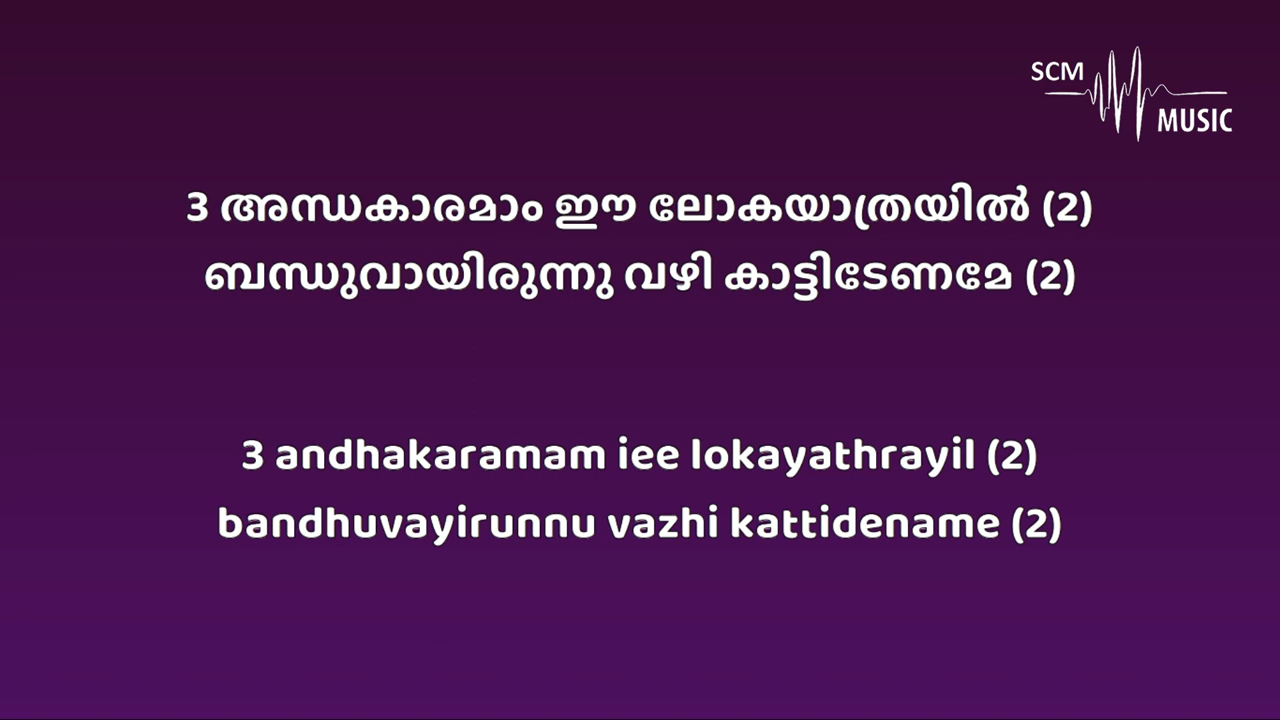 SCM
MUSIC
3 അന്ധകാരമാം ഈ ലോകയാത്രയിൽ (2)
ബന്ധുവായിരുന്നു വഴി കാട്ടിടേണമേ (2)
3 andhakaramam iee lokayathrayil (2)
bandhuvayirunnu vazhi kattidename (2)